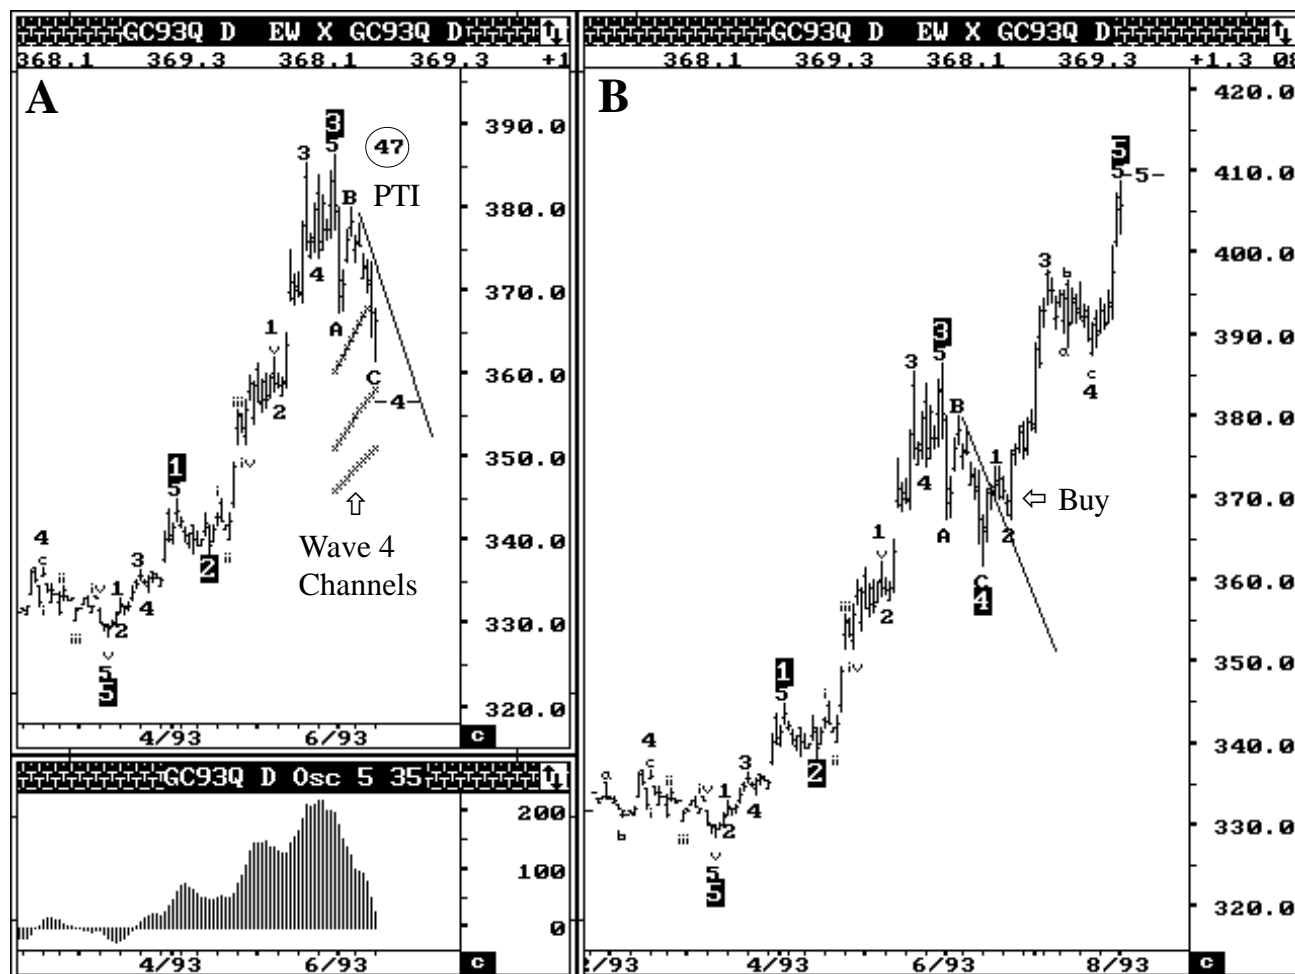 GC93Q D EW X GC93Q D
368.1 369.3 368.1 369.3 +1
A
390.0
380.0
370.0
360.0
350.0
340.0
330.0
320.0
3
5
3
47
PTI
B
4
A
1
v
C
-4-
2
iii
iv
1
5
i
ii
2
Wave 4
Channels
4
c
ii
i
iii
iv
1
3
2
4
v
5
5
4/93 6/93 c
GC93Q D Osc 5 35
200
100
0
4/93 6/93 c
GC93Q D EW X GC93Q D
368.1 369.3 368.1 369.3 +1.3 08
B
420.0
410.0
400.0
390.0
380.0
370.0
360.0
350.0
340.0
330.0
320.0
5
5 -5-
3
b
a
c
4
3
5
3
B
4
A
1
2
Buy
C
4
1
v
2
iii
iv
1
5
i
ii
2
4
c
a
b
ii
i
iii
iv
1
3
2
4
v
5
5
2/93 4/93 6/93 8/93 c